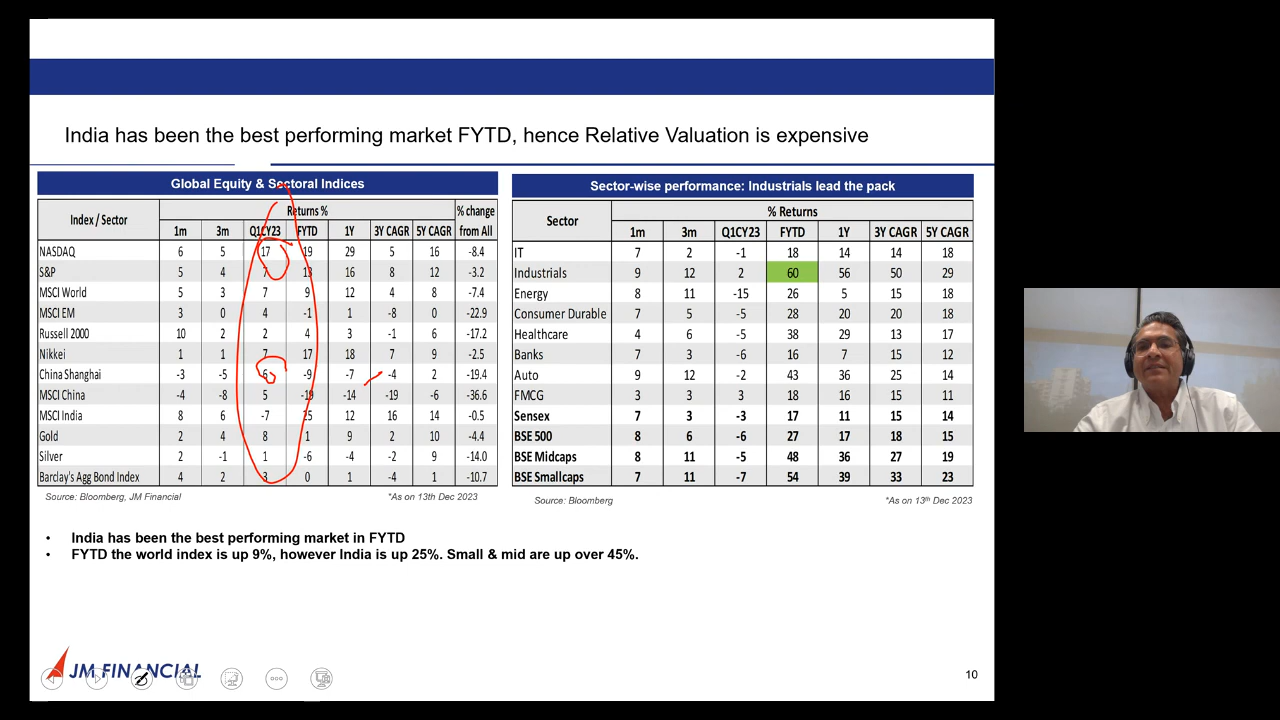 India has been the best performing market FYTD, hence Relative Valuation is expensive
Global Equity & Sectoral Indices
Index / Sector Returns % % change from All
1m 3m Q1CY23 FYTD 1Y 3Y CAGR 5Y CAGR
NASDAQ 6 5 17 19 29 5 16 -8.4
S&P 5 4 7 13 16 8 12 -3.2
MSCI World 5 3 7 9 12 4 8 -7.4
MSCI EM 3 0 4 -1 1 -8 0 -22.9
Russell 2000 10 2 2 4 3 -1 6 -17.2
Nikkei 1 1 7 17 18 7 9 -2.5
China Shanghai -3 -5 6 -9 -7 -4 2 -19.4
MSCI China -4 -8 5 -19 -14 -19 -6 -36.6
MSCI India 8 6 -7 25 12 16 14 -0.5
Gold 2 4 8 1 9 2 10 -4.4
Silver 2 -1 1 -6 -4 -2 9 -14.0
Barclay's Agg Bond Index 4 2 3 0 1 -4 1 -10.7
Source: Bloomberg, JM Financial *As on 13th Dec 2023
Sector-wise performance: Industrials lead the pack
Sector % Returns
1m 3m Q1CY23 FYTD 1Y 3Y CAGR 5Y CAGR
IT 7 2 -1 18 14 14 18
Industrials 9 12 2 60 56 50 29
Energy 8 11 -15 26 5 15 18
Consumer Durable 7 5 -5 28 20 20 18
Healthcare 4 6 -5 38 29 13 17
Banks 7 3 -6 16 7 15 12
Auto 9 12 -2 43 36 25 14
FMCG 3 3 3 18 16 15 11
Sensex 7 3 -3 17 11 15 14
BSE 500 8 6 -6 27 17 18 15
BSE Midcaps 8 11 -5 48 36 27 19
BSE Smallcaps 7 11 -7 54 39 33 23
Source: Bloomberg *As on 13th Dec 2023
• India has been the best performing market in FYTD
• FYTD the world index is up 9%, however India is up 25%. Small & mid are up over 45%.
JM FINANCIAL
10